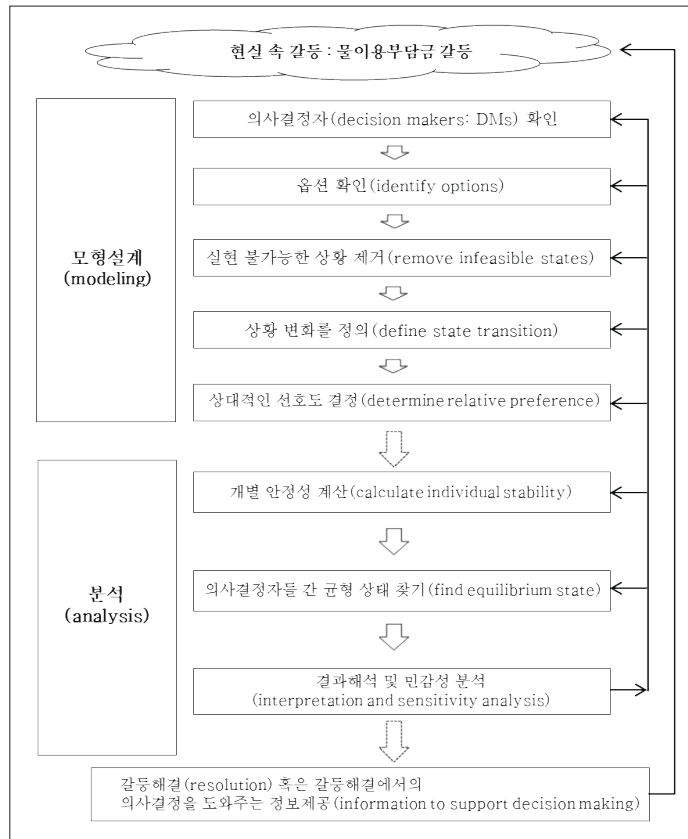 현실 속 갈등 : 물이용부담금 갈등
모형설계
(modeling)
의사결정자(decision makers: DMs) 확인
옵션 확인(identify options)
실현 불가능한 상황 제거(remove infeasible states)
상황 변화를 정의(define state transition)
상대적인 선호도 결정(determine relative preference)
분석
(analysis)
개별 안정성 계산(calculate individual stability)
의사결정자들 간 균형 상태 찾기(find equilibrium state)
결과해석 및 민감성 분석
(interpretation and sensitivity analysis)
갈등해결(resolution) 혹은 갈등해결에서의
의사결정을 도와주는 정보제공(information to support decision making)